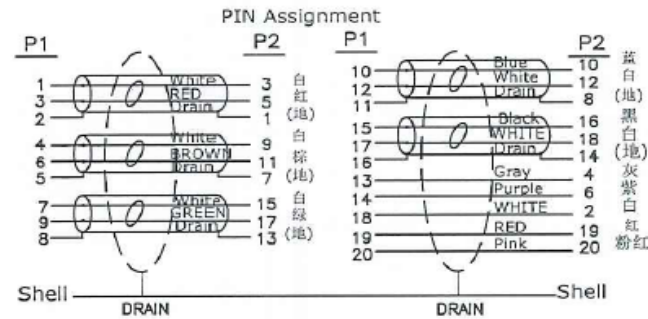 PIN Assignment
P1 P2
1 White 3 白
3 RED 5 红
2 Drain 1 (地)
4 White 9 白
6 BROWN 11 棕
5 Drain 7 (地)
7 White 15 白
9 GREEN 17 绿
8 Drain 13 (地)
P1 P2
10 Blue 10 蓝
12 White 12 白
11 Drain 8 (地)
15 Black 16 黑
17 WHITE 18 白
16 Drain 14 (地)
13 Gray 4 灰
14 Purple 6 紫
18 WHITE 2 白
19 RED 19 红
20 Pink 20 粉红
Shell DRAIN DRAIN Shell